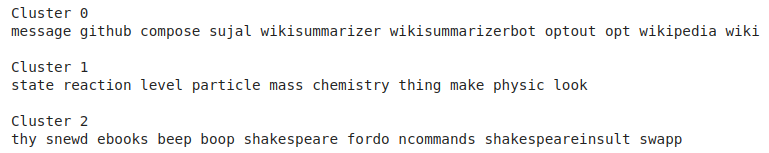 Cluster 0
message github compose sujal wikisummarizer wikisummarizerbot optout opt wikipedia wiki
Cluster 1
state reaction level particle mass chemistry thing make physic look
Cluster 2
thy snewd ebooks beep boop shakespeare fordo ncommands shakespeareinsult swapp